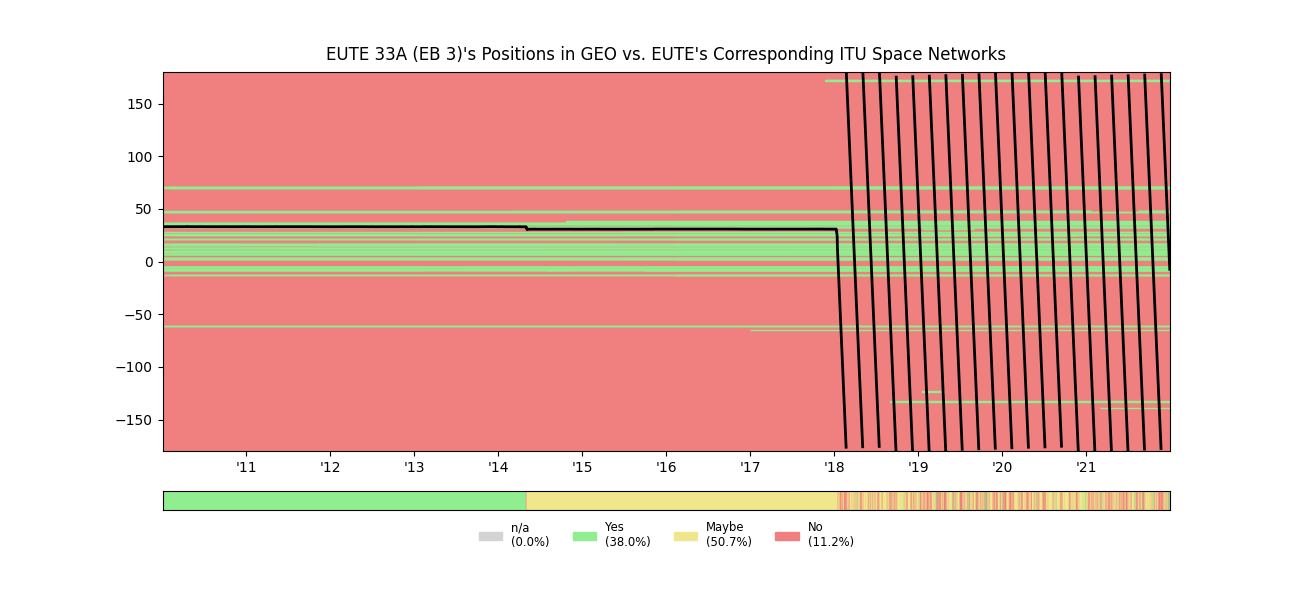 EUTE 33A (EB 3)'s Positions in GEO vs. EUTE's Corresponding ITU Space Networks
150
100
50
0
−50
−100
−150
'11 '12 '13 '14 '15 '16 '17 '18 '19 '20 '21
n/a Yes Maybe No
(0.0%) (38.0%) (50.7%) (11.2%)